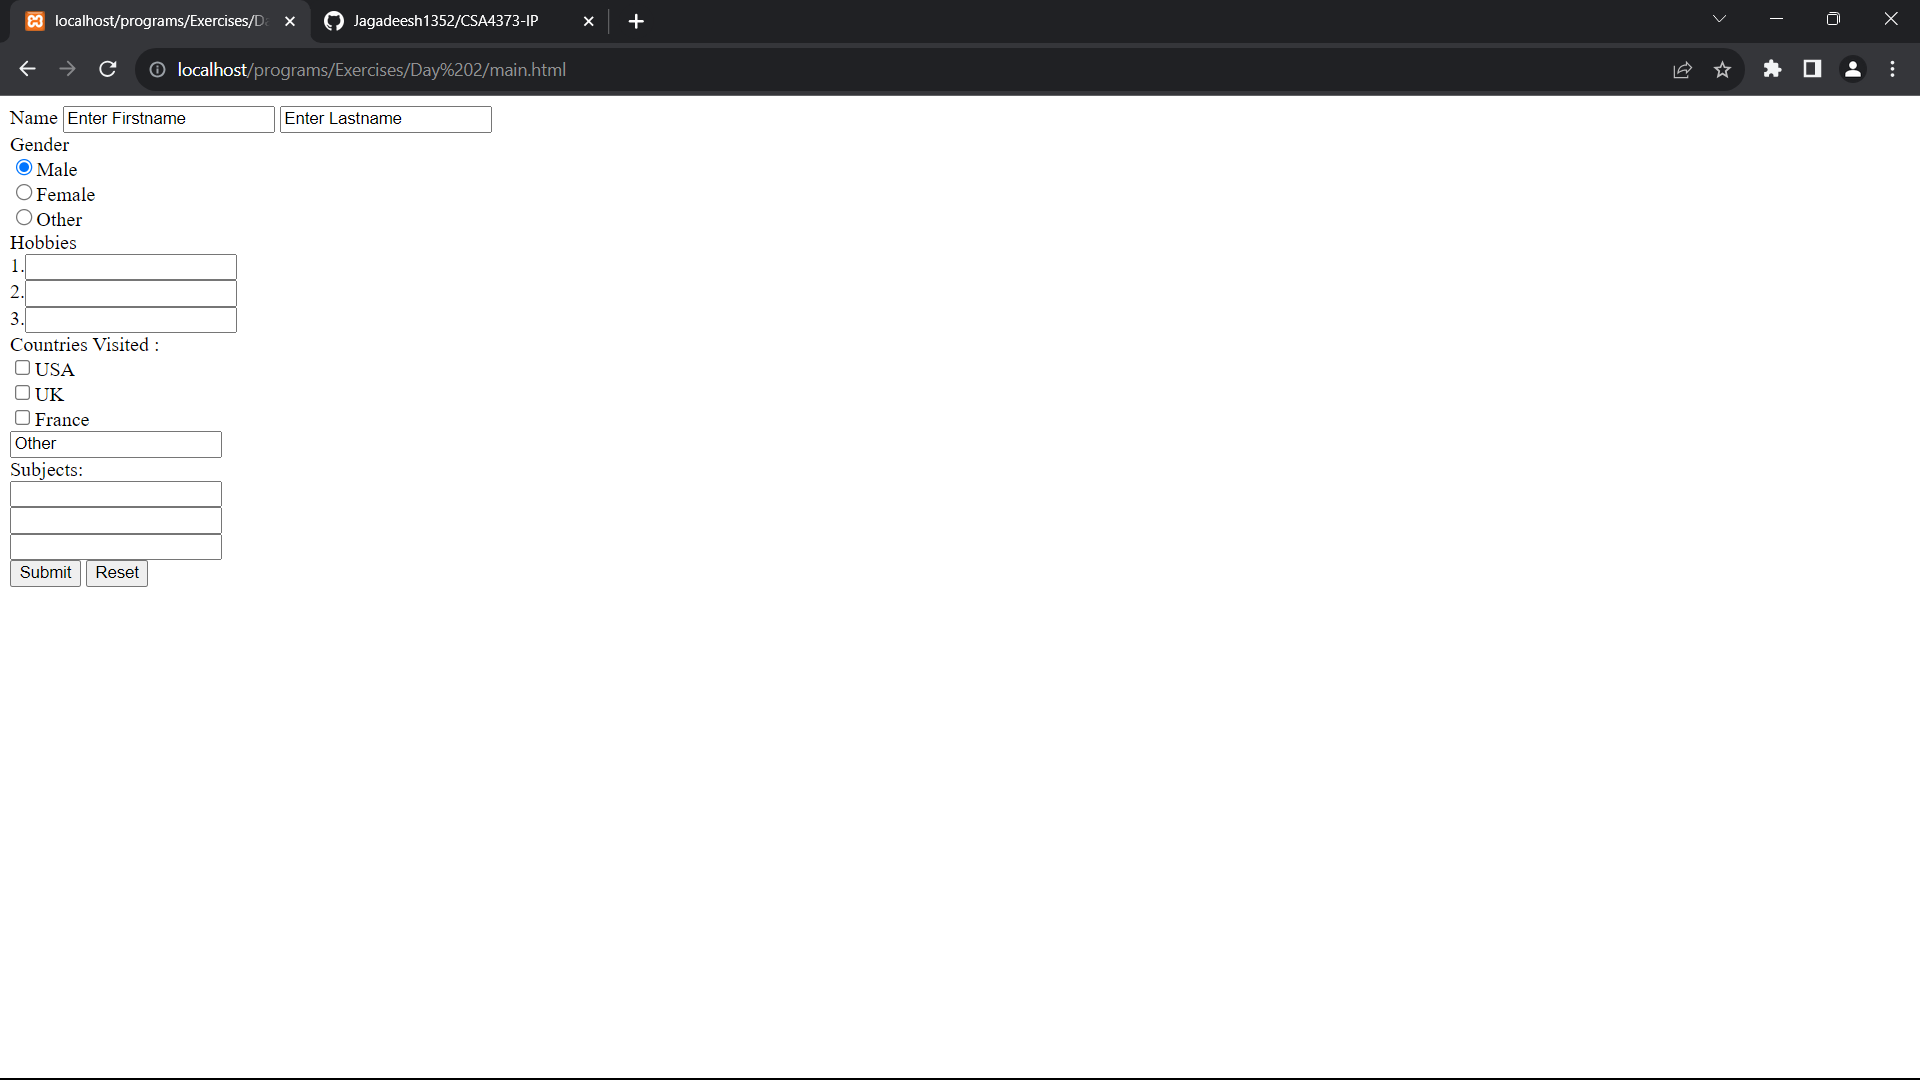 localhost/programs/Exercises/Da
Jagadeesh1352/CSA4373-IP
localhost/programs/Exercises/Day%202/main.html
Name Enter Firstname Enter Lastname
Gender
Male
Female
Other
Hobbies
1.
2.
3.
Countries Visited :
USA
UK
France
Other
Subjects:
Submit Reset